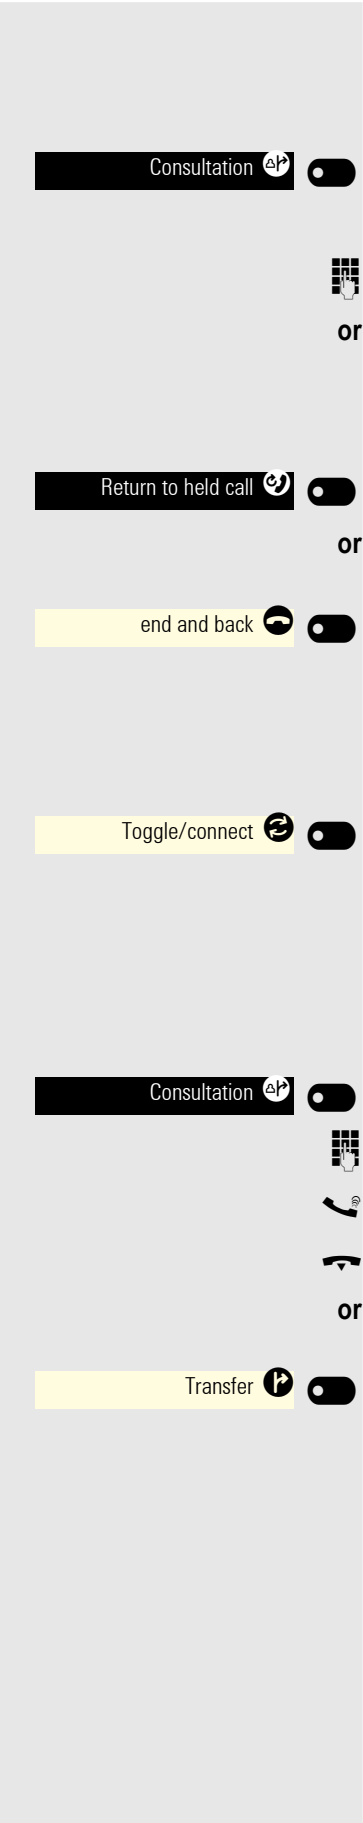 Consultation
or
Return to held call
or
end and back
Toggle/connect
Consultation
or
Transfer